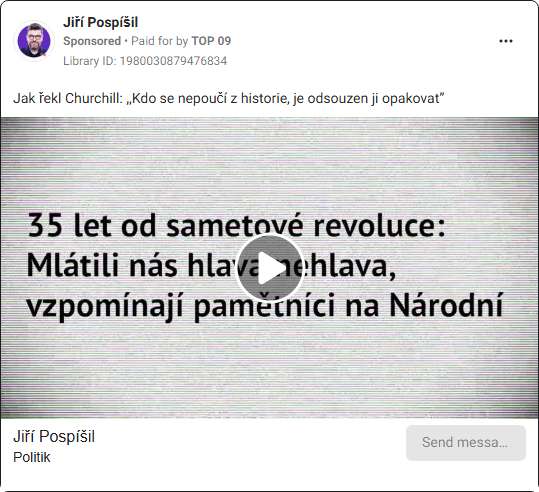 Jiří Pospíšil
Sponsored • Paid for by TOP 09
Library ID: 1980030879476834
Jak řekl Churchill: „Kdo se nepoučí z historie, je odsouzen ji opakovat”
35 let od sametové revoluce:
Mlátili nás hlava nehlava,
vzpomínají pamětníci na Národní
Jiří Pospíšil
Politik
Send messa...